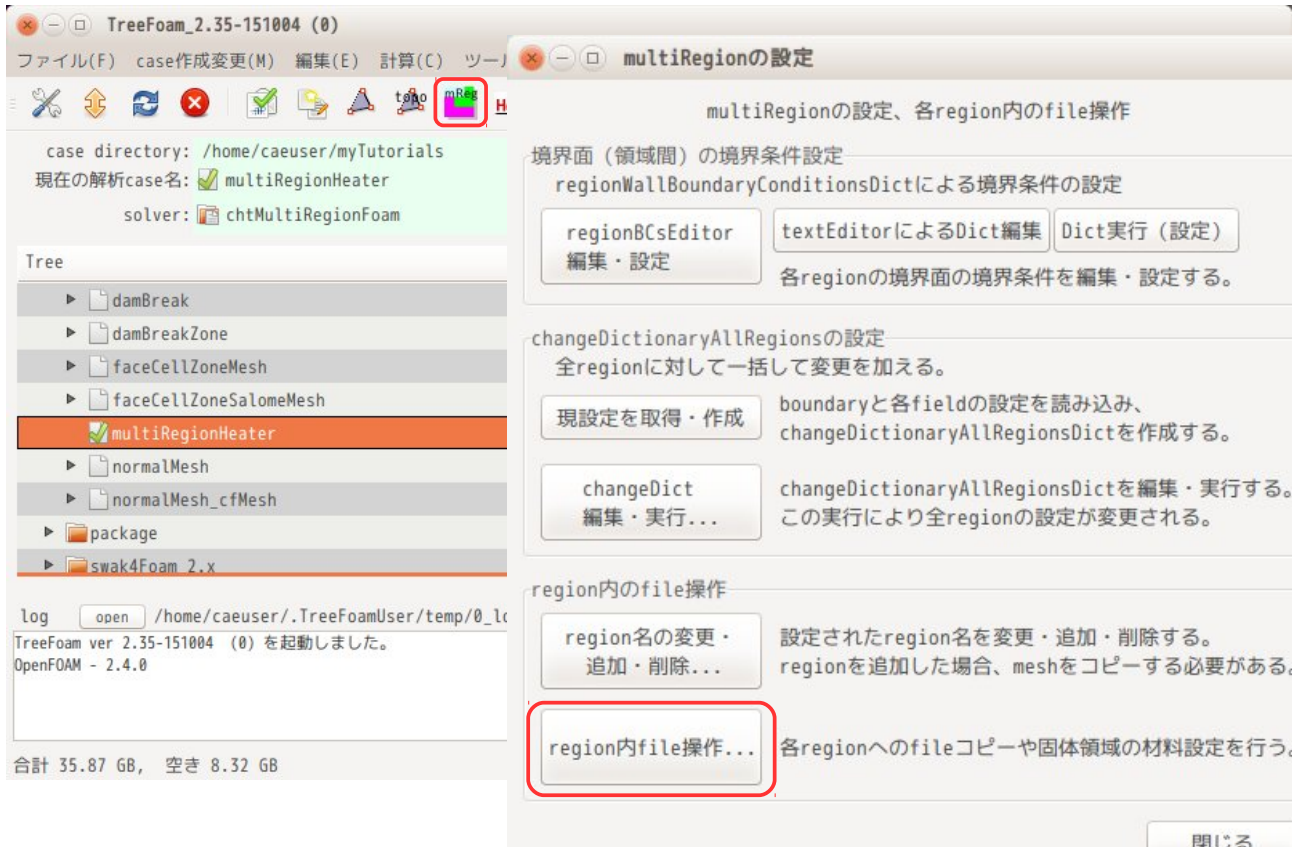 TreeFoam_2.35-151004 (0)
ファイル(F) case作成変更(M) 編集(E) 計算(C) ツール
topo mReg
case directory: /home/caeuser/myTutorials
現在の解析case名: multiRegionHeater
solver: chtMultiRegionFoam
Tree
damBreak
damBreakZone
faceCellZoneMesh
faceCellZoneSalomeMesh
multiRegionHeater
normalMesh
normalMesh_cfMesh
package
swak4Foam_2.x
log open /home/caeuser/.TreeFoamUser/temp/0_lo
TreeFoam ver 2.35-151004 (0) を起動しました。
OpenFOAM - 2.4.0
合計 35.87 GB, 空き 8.32 GB
multiRegionの設定
multiRegionの設定、各region内のfile操作
境界面（領域間）の境界条件設定
regionWallBoundaryConditionsDictによる境界条件の設定
regionBCsEditor
編集・設定
textEditorによるDict編集 Dict実行（設定）
各regionの境界面の境界条件を編集・設定する。
changeDictionaryAllRegionsの設定
全regionに対して一括して変更を加える。
現設定を取得・作成
boundaryと各fieldの設定を読み込み、
changeDictionaryAllRegionsDictを作成する。
changeDict
編集・実行...
changeDictionaryAllRegionsDictを編集・実行する。
この実行により全regionの設定が変更される。
region内のfile操作
region名の変更・
追加・削除...
設定されたregion名を変更・追加・削除する。
regionを追加した場合、meshをコピーする必要がある。
region内file操作...
各regionへのfileコピーや固体領域の材料設定を行う。
閉じる